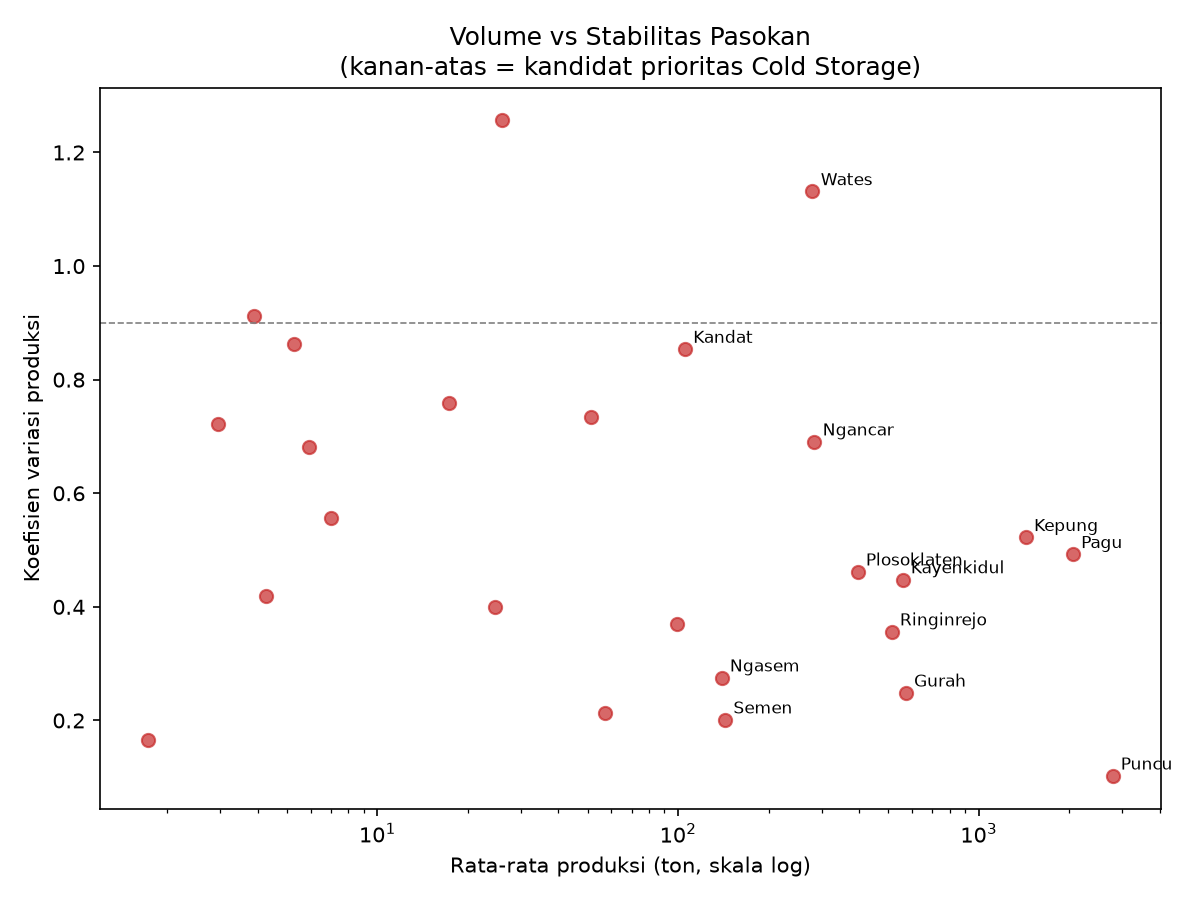 Volume vs Stabilitas Pasokan
(kanan-atas = kandidat prioritas Cold Storage)
Koefisien variasi produksi
1.2
1.0
0.8
0.6
0.4
0.2
Wates
Kandat
Ngancar
Kepung
Pagu
Plosoklaten
Kayenkidul
Ringinrejo
Ngasem
Gurah
Semen
Puncu
10¹
10²
10³
Rata-rata produksi (ton, skala log)